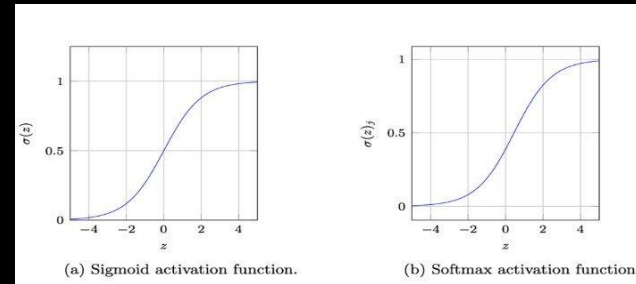 1
0.5
0
σ(z)
−4 −2 0 2 4
z
(a) Sigmoid activation function.
1
0.5
0
σ(z)j
−4 −2 0 2 4
z
(b) Softmax activation function